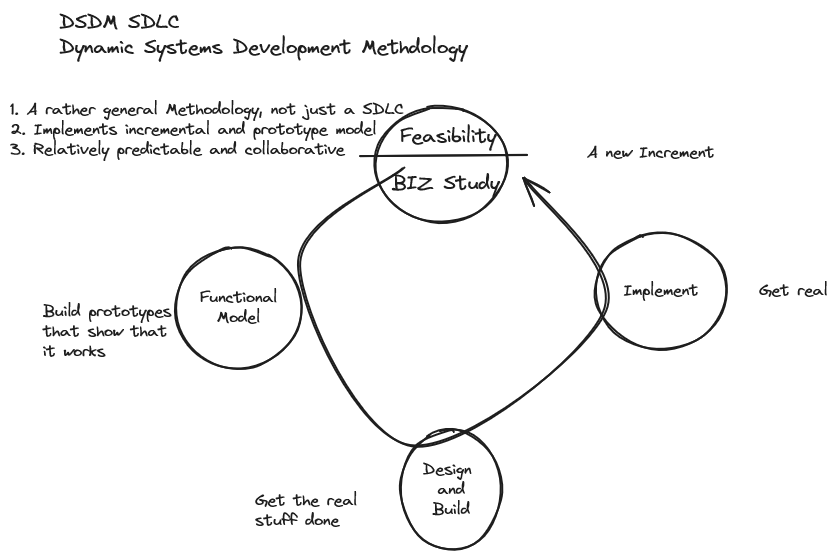 DSDM SDLC
Dynamic Systems Development Methdology
1. A rather general Methodology, not just a SDLC
2. Implements incremental and prototype model
3. Relatively predictable and collaborative
Feasibility
BIZ Study
A new Increment
Functional
Model
Build prototypes
that show that
it works
Implement
Get real
Design
and
Build
Get the real
stuff done